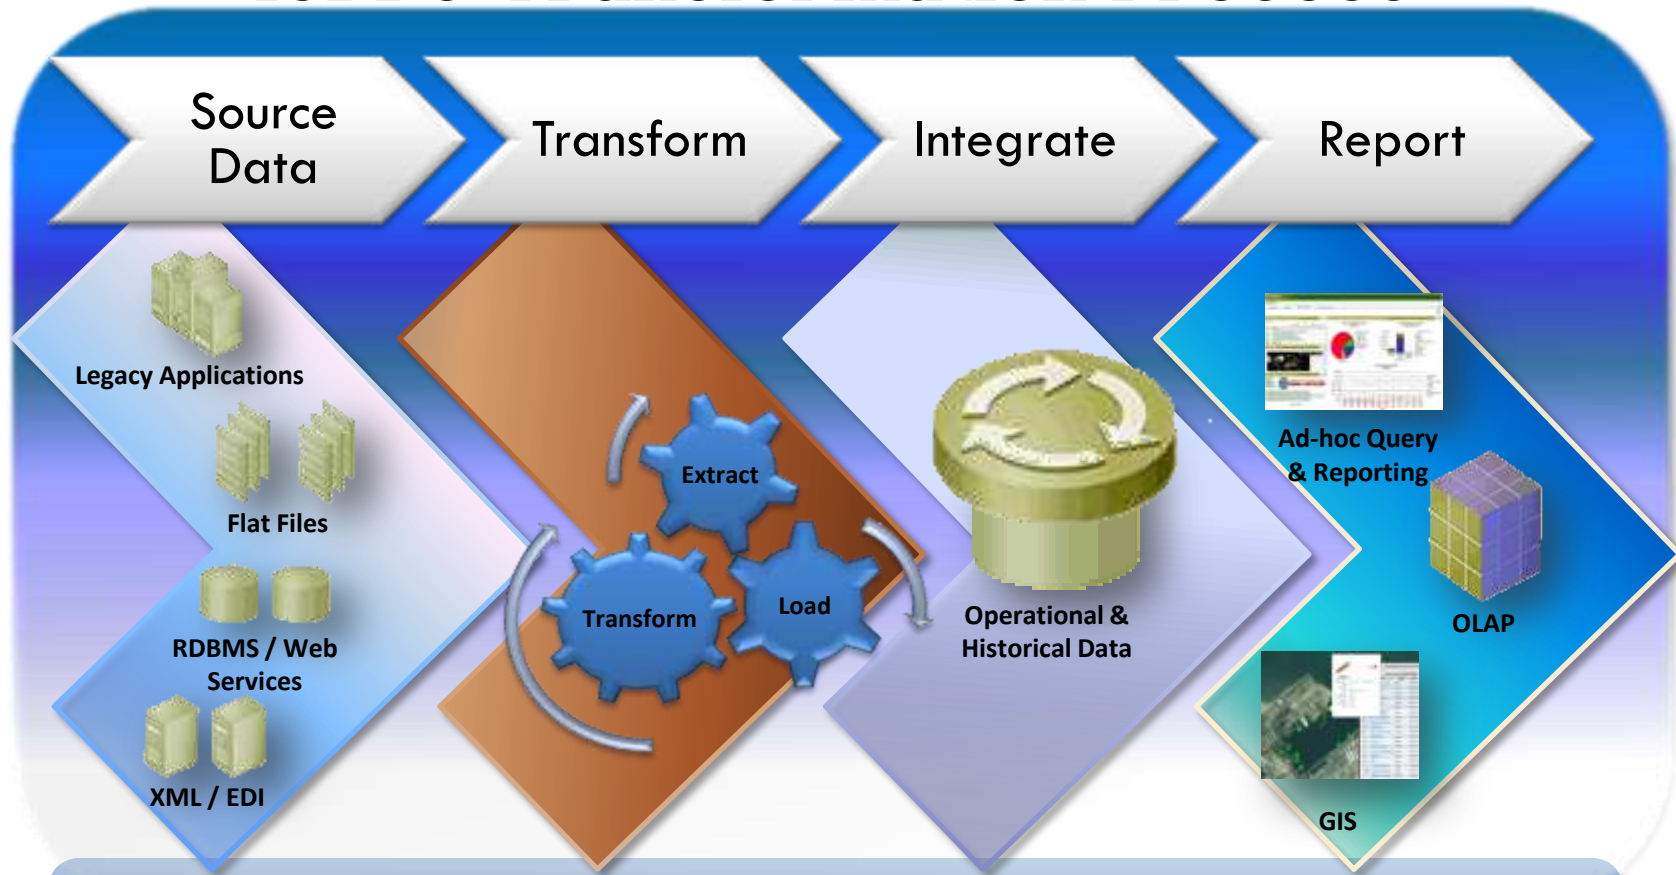 Source
Data
Transform
Integrate
Report
Legacy Applications
Flat Files
RDBMS / Web
Services
XML / EDI
Extract
Transform
Load
Operational &
Historical Data
Ad-hoc Query
& Reporting
OLAP
GIS